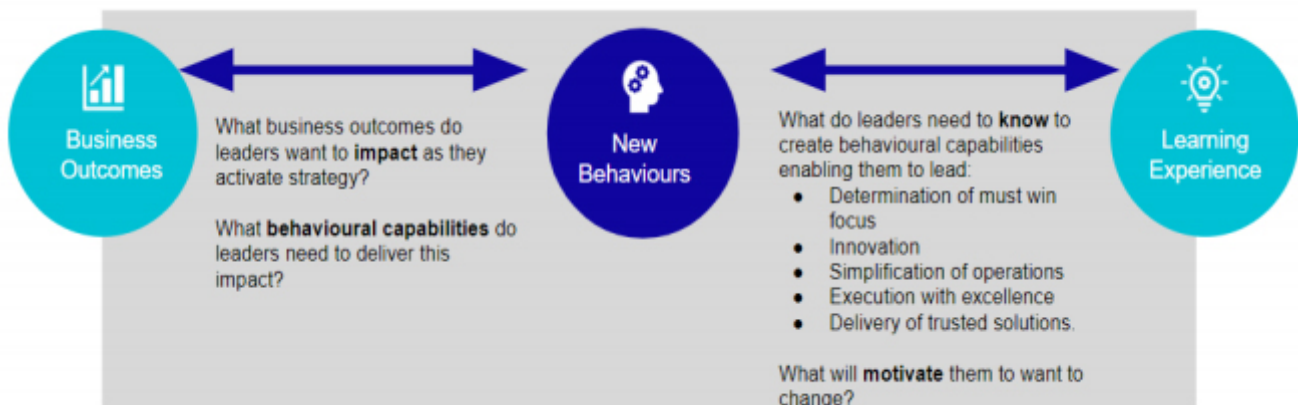 Business
Outcomes
What business outcomes do
leaders want to impact as they
activate strategy?
What behavioural capabilities do
leaders need to deliver this
impact?
New
Behaviours
What do leaders need to know to
create behavioural capabilities
enabling them to lead:
● Determination of must win
focus
● Innovation
● Simplification of operations
● Execution with excellence
● Delivery of trusted solutions.
What will motivate them to want to
change?
Learning
Experience